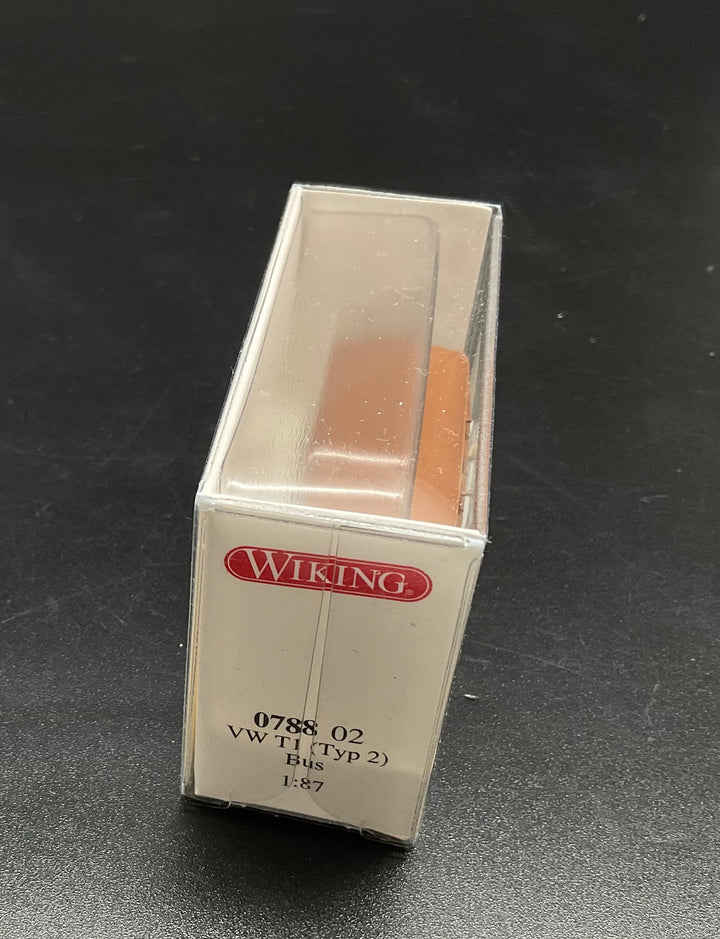 WIKING®
0788 02
VW T1 (Typ 2)
Bus
1:87